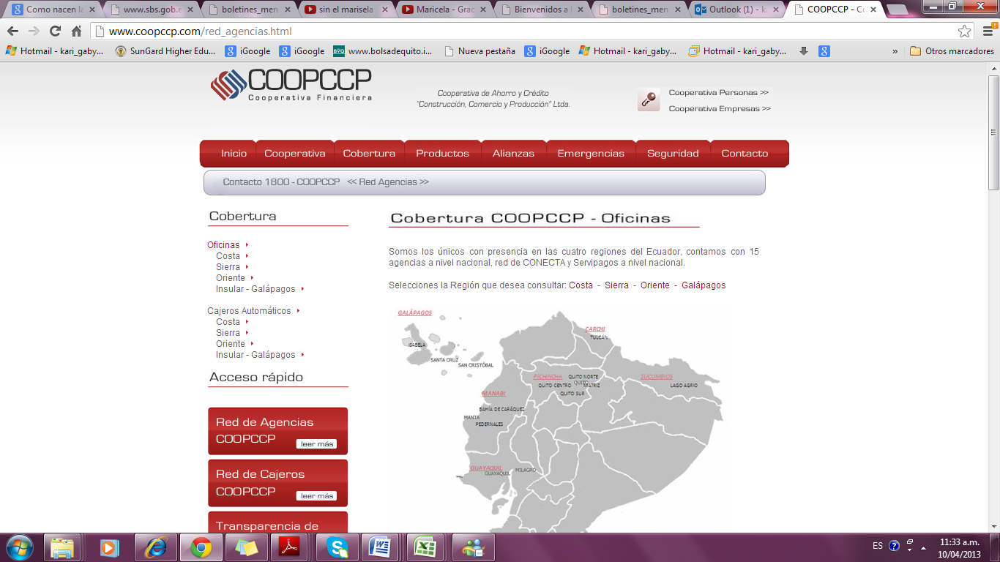 Como nacen la
www.sbs.gob.e
boletines_men
sin el marisela
Maricela - Grac
Bienvenidos a l
boletines_men
Outlook (1) - ka
COOPCCP - Co
www.coopccp.com/red_agencias.html
Hotmail - kari_gaby...
SunGard Higher Edu...
iGoogle
iGoogle
www.bolsadequito.i...
Nueva pestaña
iGoogle
Hotmail - kari_gaby...
Hotmail - kari_gaby...
»
Otros marcadores
COOPCCP
Cooperativa Financiera
Cooperativa de Ahorro y Crédito
"Construcción, Comercio y Producción" Ltda.
Cooperativa Personas >>
Cooperativa Empresas >>
Inicio
Cooperativa
Cobertura
Productos
Alianzas
Emergencias
Seguridad
Contacto
Contacto 1800 - COOPCCP << Red Agencias >>
Cobertura
Oficinas
Costa
Sierra
Oriente
Insular - Galápagos
Cajeros Automáticos
Costa
Sierra
Oriente
Insular - Galápagos
Acceso rápido
Red de Agencias
COOPCCP
leer más
Red de Cajeros
COOPCCP
leer más
Transparencia de
Cobertura COOPCCP - Oficinas
Somos los únicos con presencia en las cuatro regiones del Ecuador, contamos con 15
agencias a nivel nacional, red de CONECTA y Servipagos a nivel nacional.
Selecciones la Región que desea consultar: Costa - Sierra - Oriente - Galápagos
GALÁPAGOS
ISABELA
SANTA CRUZ
SAN CRISTÓBAL
CARCHI
TULCÁN
PICHINCHA
QUITO NORTE
QUITO
QUITO CENTRO
MATRIZ
QUITO SUR
SUCUMBIOS
LAGO AGRIO
MANABI
BAHÍA DE CARÁQUEZ
MANTA
PEDERNALES
GUAYAQUIL
GUAYAQUIL
MILAGRO
ES
11:33 a.m.
10/04/2013